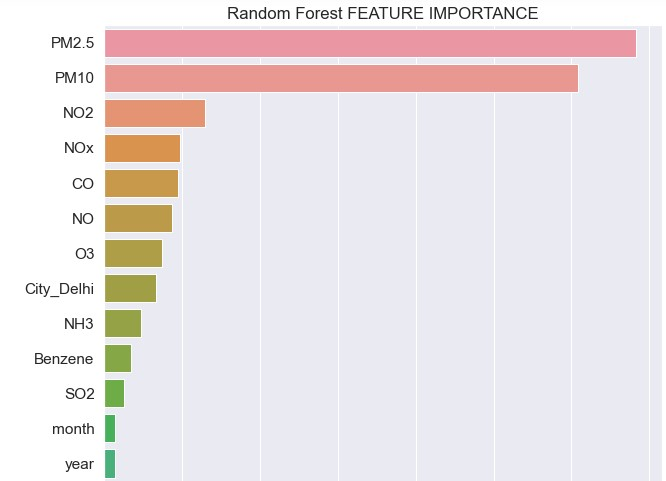 Random Forest FEATURE IMPORTANCE
PM2.5
PM10
NO2
NOx
CO
NO
O3
City_Delhi
NH3
Benzene
SO2
month
year